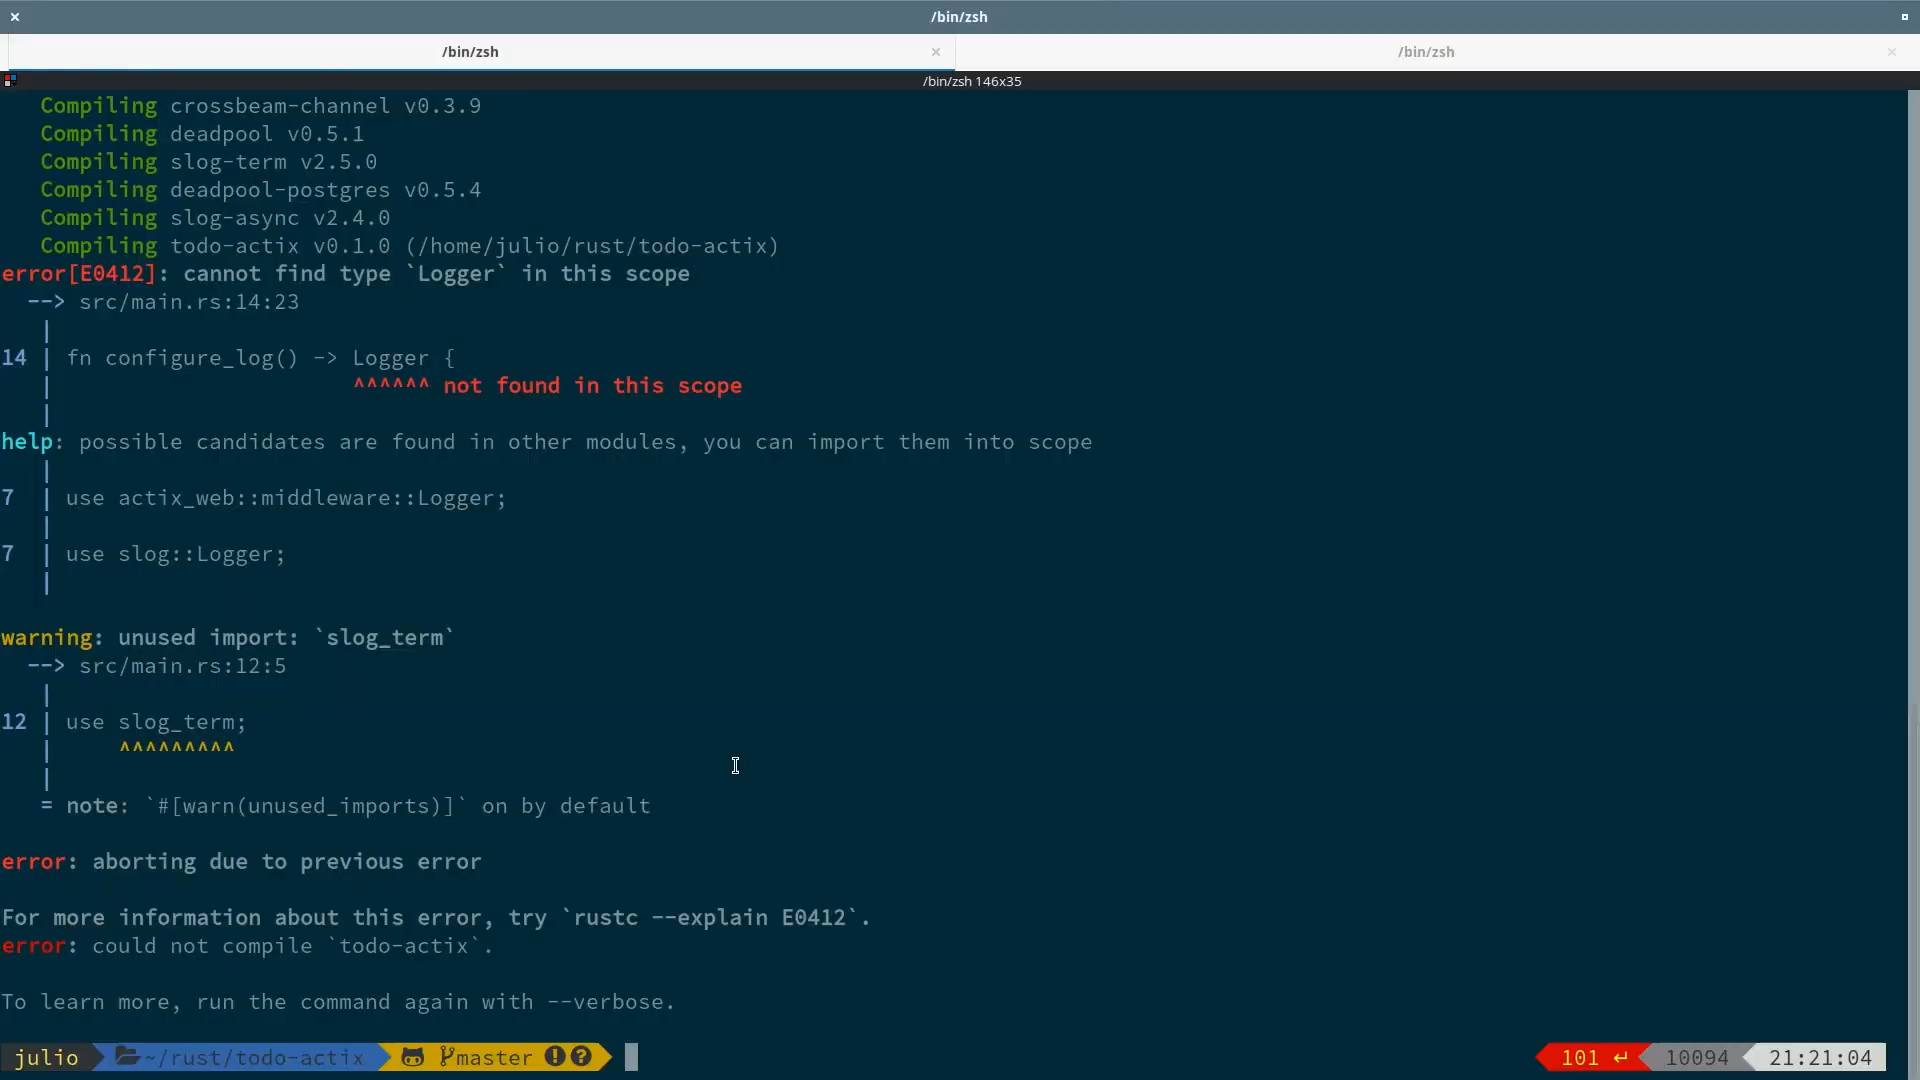 /bin/zsh
/bin/zsh
/bin/zsh
/bin/zsh 146x35
Compiling crossbeam-channel v0.3.9
Compiling deadpool v0.5.1
Compiling slog-term v2.5.0
Compiling deadpool-postgres v0.5.4
Compiling slog-async v2.4.0
Compiling todo-actix v0.1.0 (/home/julio/rust/todo-actix)
error[E0412]: cannot find type `Logger` in this scope
--> src/main.rs:14:23
|
14 | fn configure_log() -> Logger {
| ^^^^^^ not found in this scope
|
help: possible candidates are found in other modules, you can import them into scope
|
7 | use actix_web::middleware::Logger;
|
7 | use slog::Logger;
|
warning: unused import: `slog_term`
--> src/main.rs:12:5
|
12 | use slog_term;
| ^^^^^^^^^
|
= note: `#[warn(unused_imports)]` on by default
error: aborting due to previous error
For more information about this error, try `rustc --explain E0412`.
error: could not compile `todo-actix`.
To learn more, run the command again with --verbose.
julio ~/rust/todo-actix master 101 ↵ 10094 21:21:04